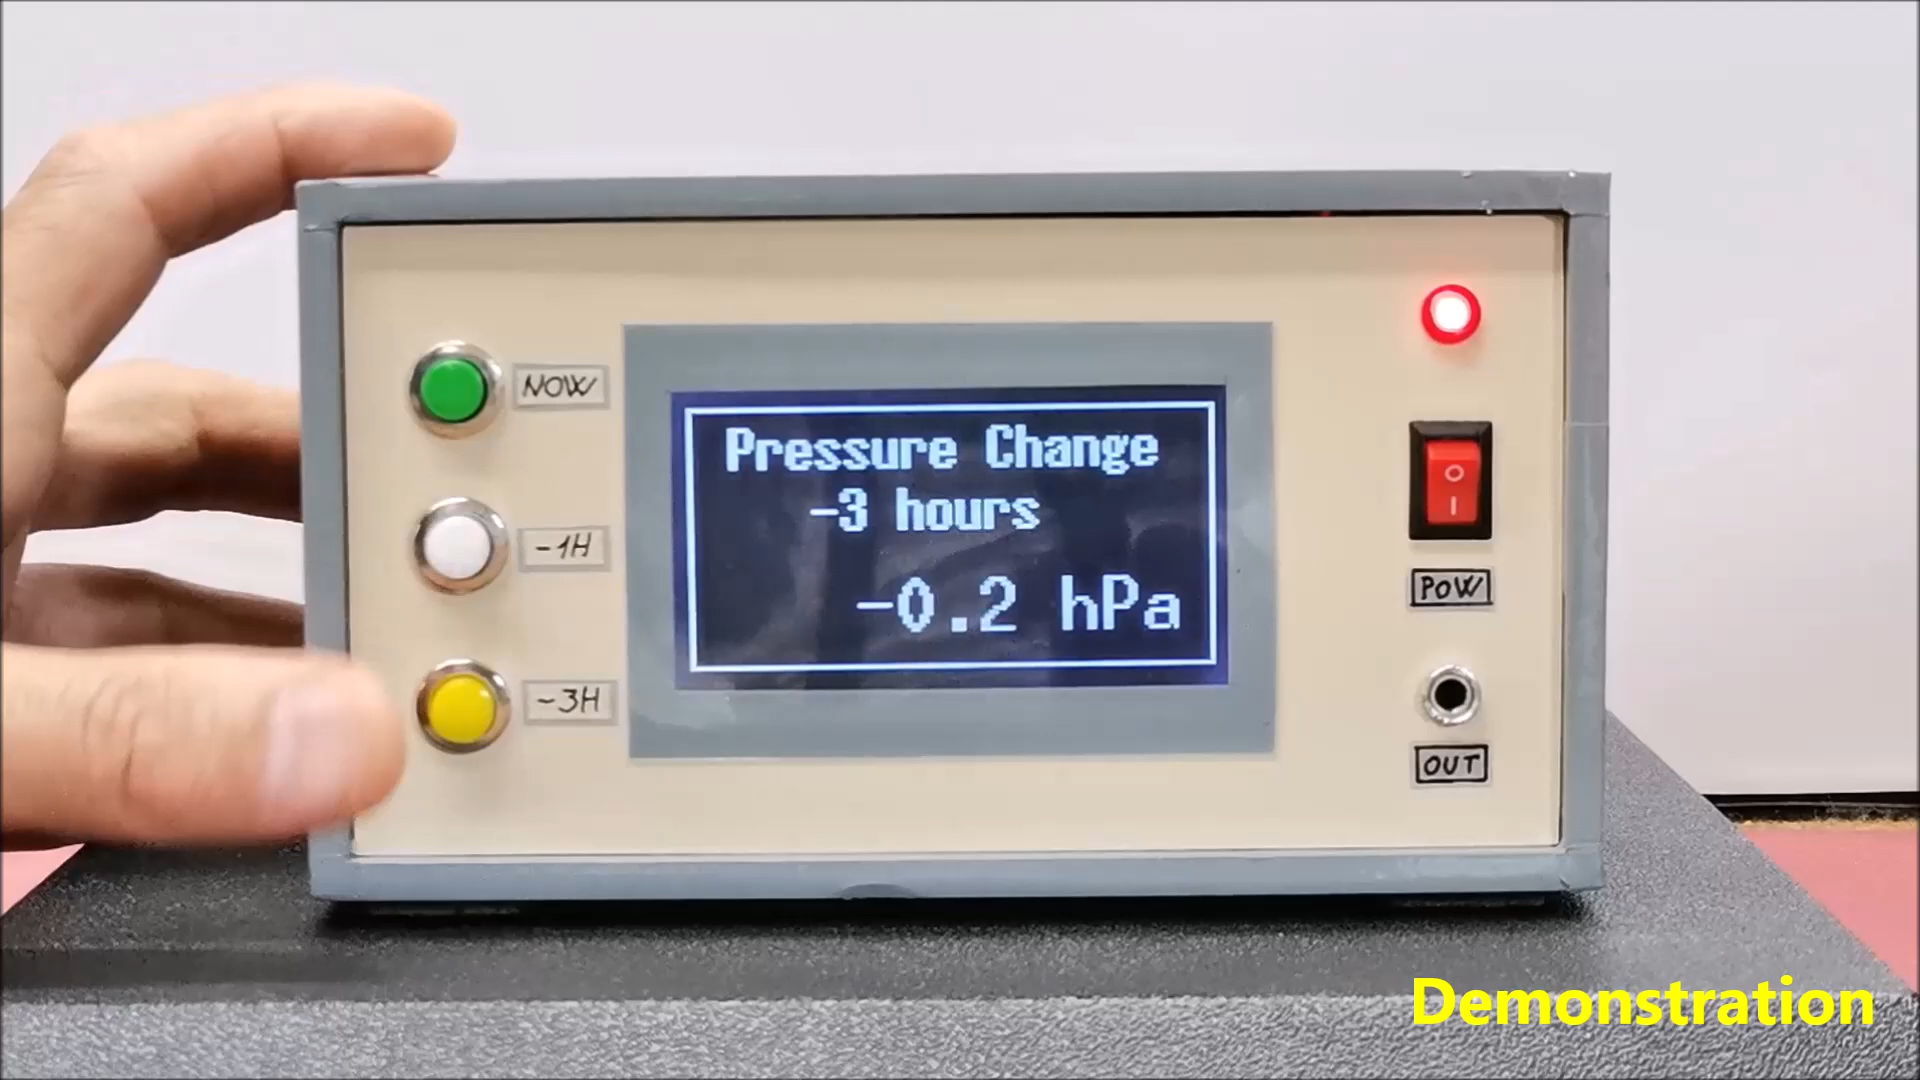 NOW
-1H
-3H
Pressure Change
-3 hours
-0.2 hPa
O
I
POW
OUT
Demonstration